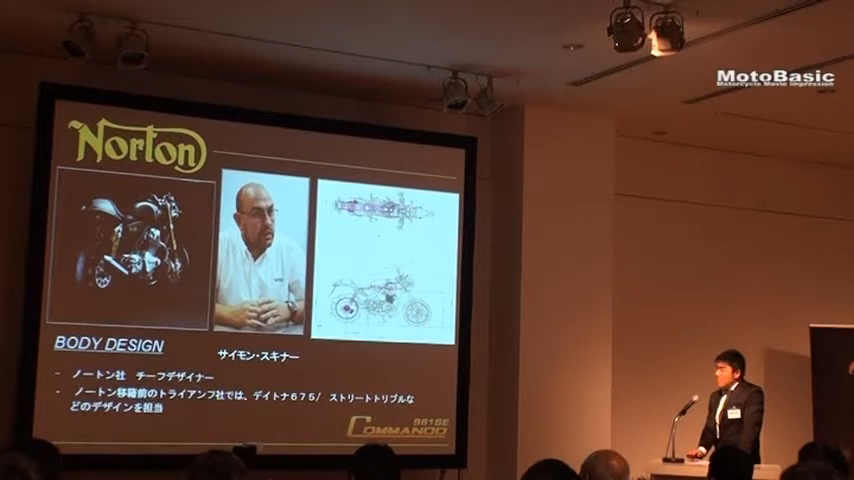 MotoBasic
Motorcycle Movie Impression
Norton
BODY DESIGN
サイモン・スキナー
- ノートン社 チーフデザイナー
- ノートン移籍前のトライアンフ社では、デイトナ675/ ストリートトリプルな
どのデザインを担当
961SE
COMMANDO